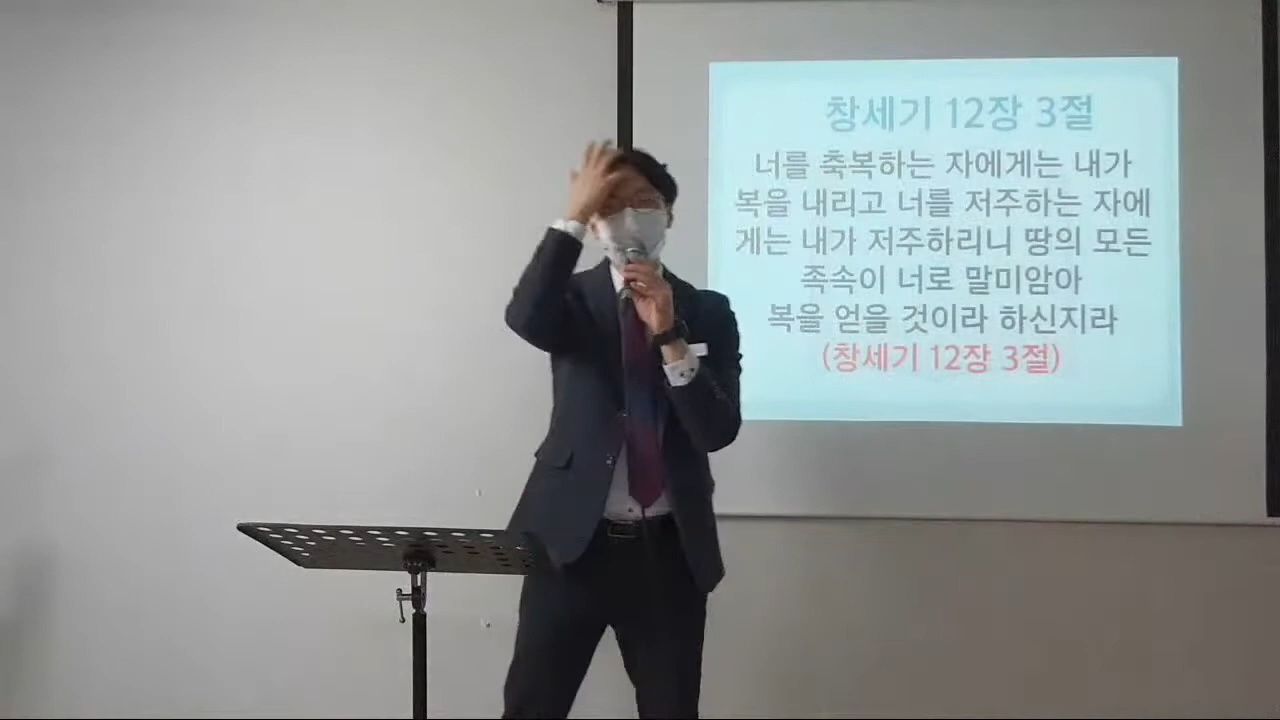 창세기 12장 3절
너를 축복하는 자에게는 내가
복을 내리고 너를 저주하는 자에
게는 내가 저주하리니 땅의 모든
족속이 너로 말미암아
복을 얻을 것이라 하신지라
(창세기 12장 3절)